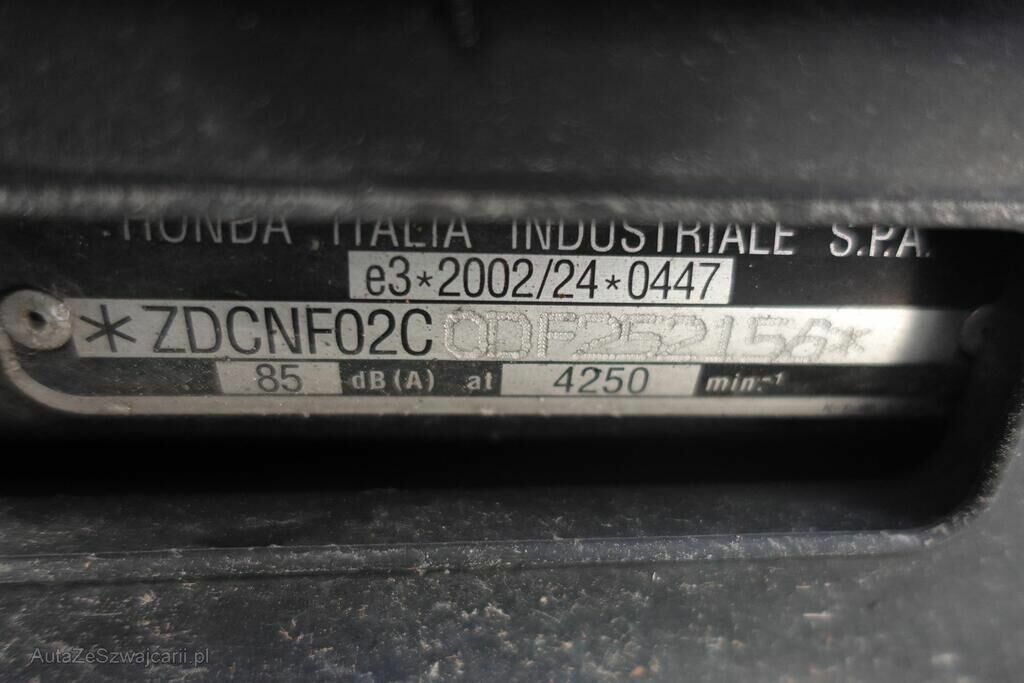 HONDA ITALIA INDUSTRIALE S.P.A.
e3*2002/24*0447
*ZDCNF02C0DF252156*
85 dB(A) at 4250 min.-¹
AutaZeSzwajcarii.pl